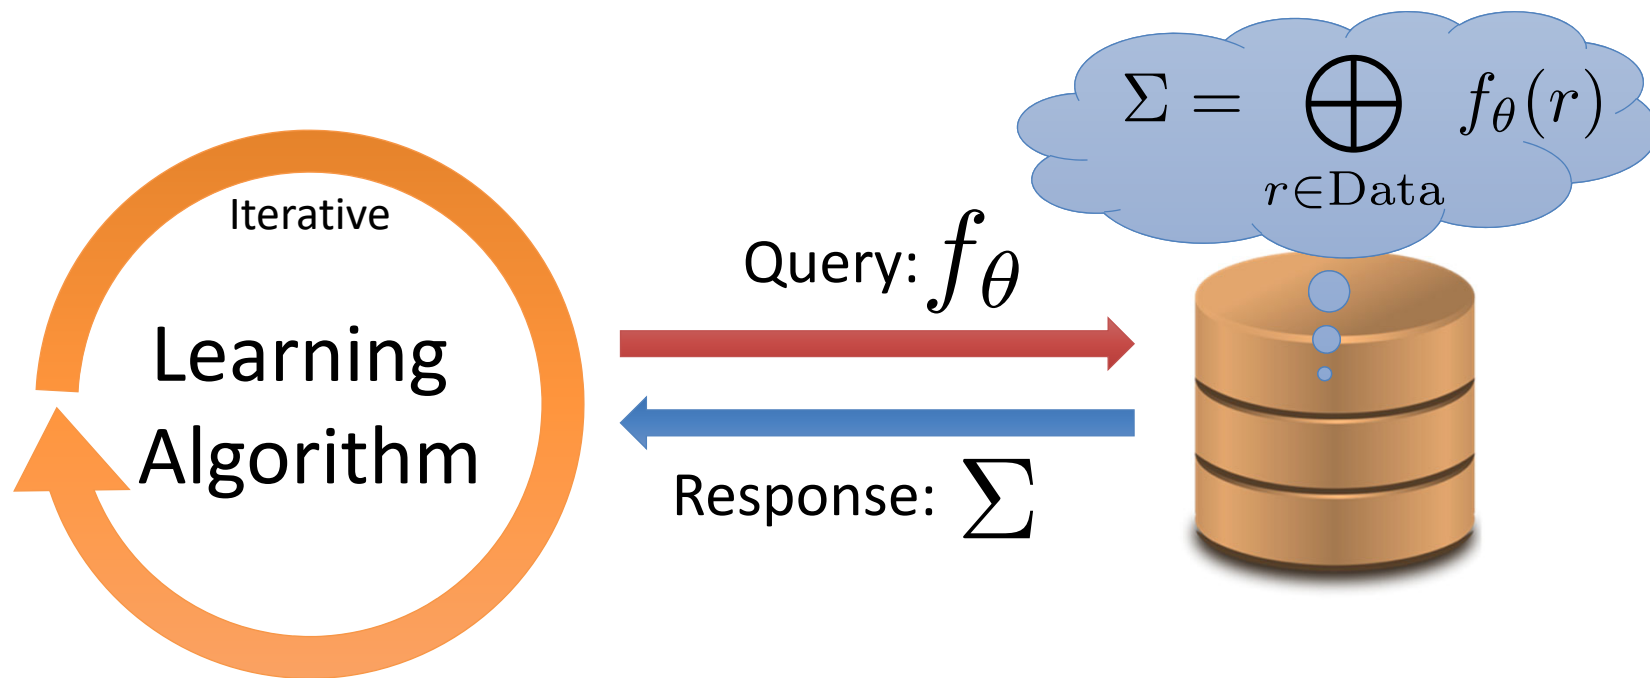 Iterative
Learning
Algorithm
Query: f_θ
Response: Σ
Σ = ⊕ f_θ(r)
r∈Data